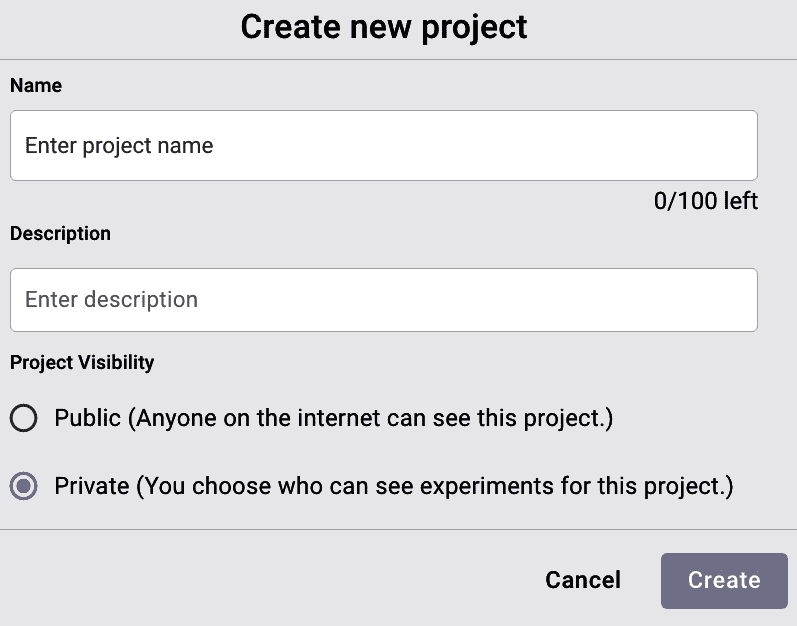 Create new project
Name
Enter project name
0/100 left
Description
Enter description
Project Visibility
Public (Anyone on the internet can see this project.)
Private (You choose who can see experiments for this project.)
Cancel
Create